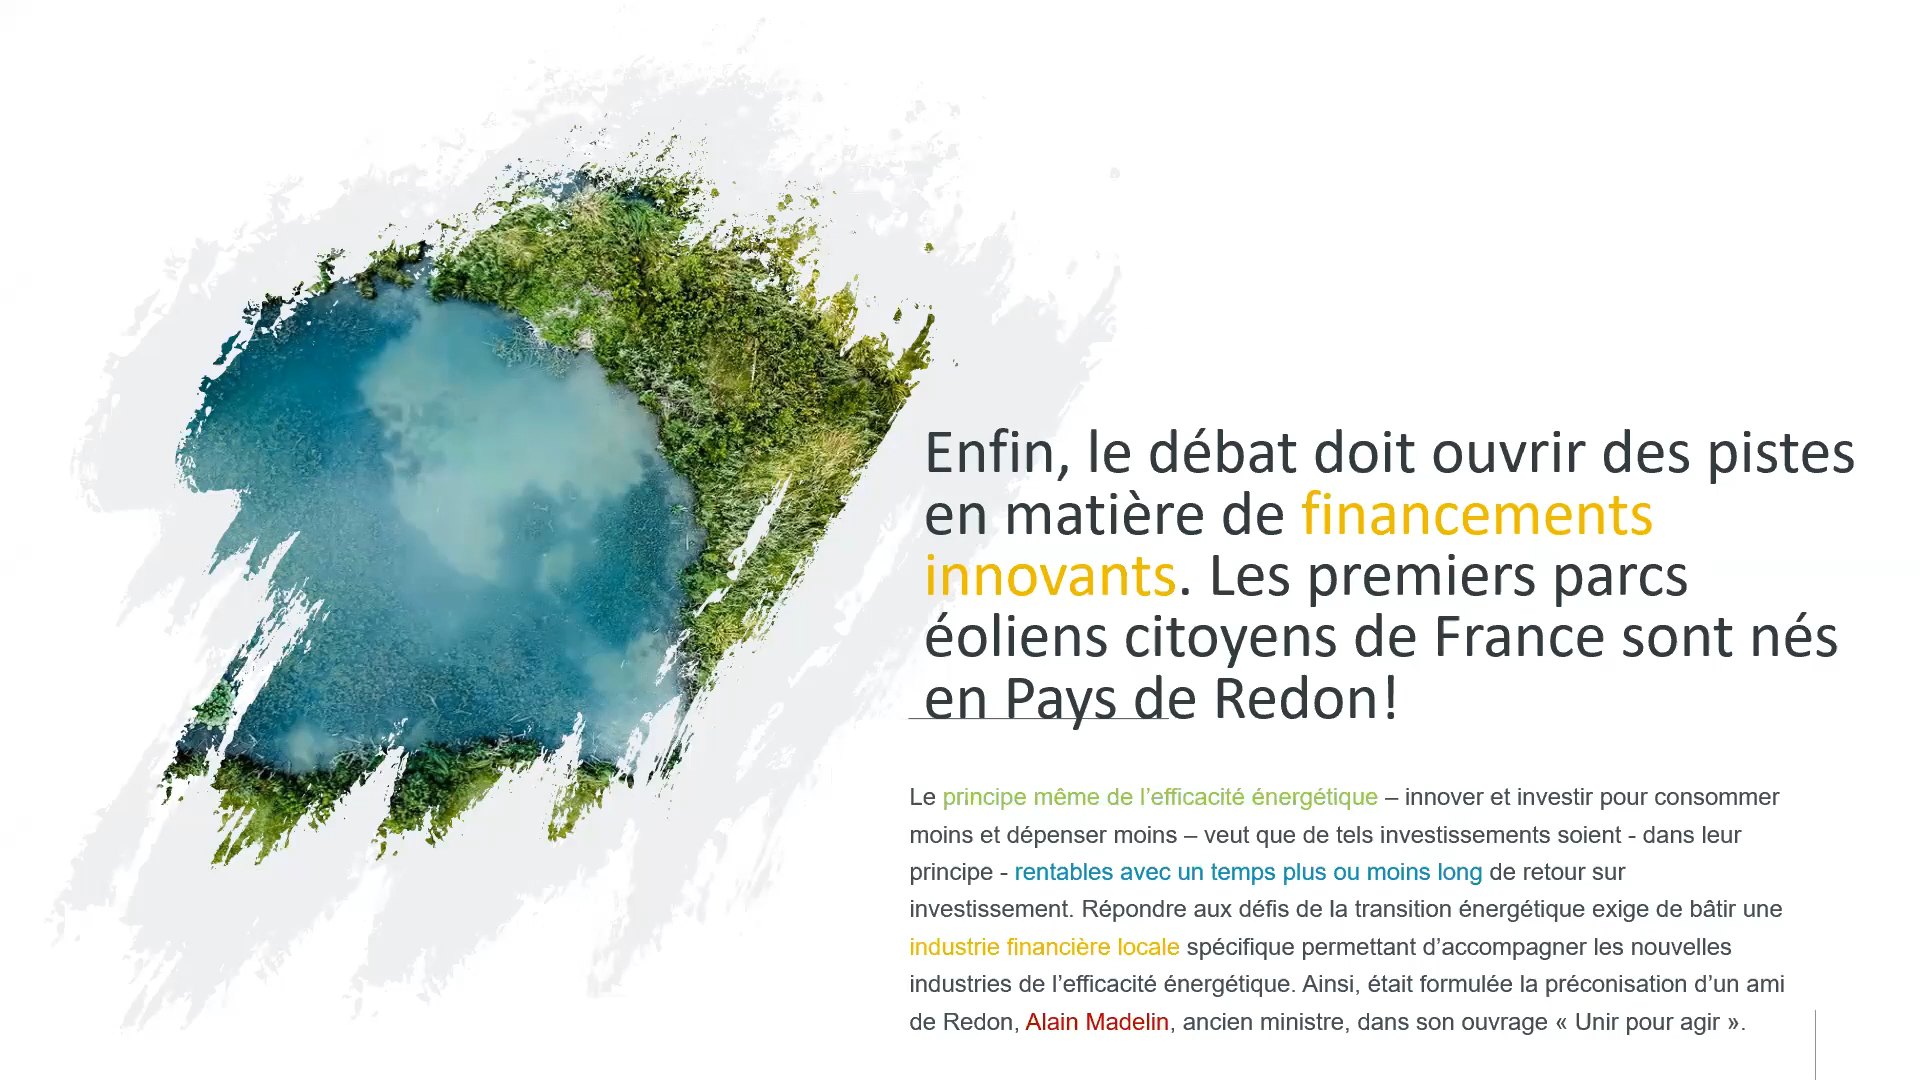 Enfin, le débat doit ouvrir des pistes
en matière de financements
innovants. Les premiers parcs
éoliens citoyens de France sont nés
en Pays de Redon!
Le principe même de l’efficacité énergétique – innover et investir pour consommer
moins et dépenser moins – veut que de tels investissements soient - dans leur
principe - rentables avec un temps plus ou moins long de retour sur
investissement. Répondre aux défis de la transition énergétique exige de bâtir une
industrie financière locale spécifique permettant d’accompagner les nouvelles
industries de l’efficacité énergétique. Ainsi, était formulée la préconisation d’un ami
de Redon, Alain Madelin, ancien ministre, dans son ouvrage « Unir pour agir ».